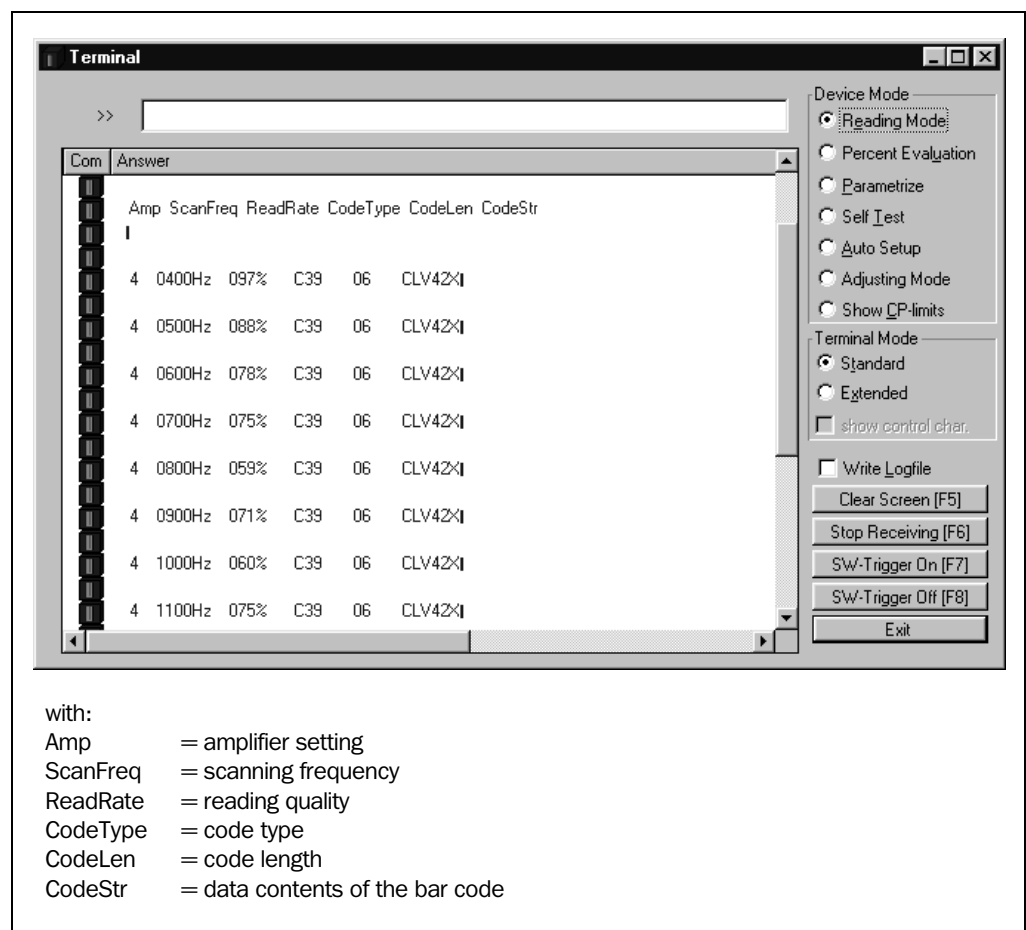 Terminal
>>
Com Answer
Amp ScanFreq ReadRate CodeType CodeLen CodeStr
4 0400Hz 097% C39 06 CLV42X
4 0500Hz 088% C39 06 CLV42X
4 0600Hz 078% C39 06 CLV42X
4 0700Hz 075% C39 06 CLV42X
4 0800Hz 059% C39 06 CLV42X
4 0900Hz 071% C39 06 CLV42X
4 1000Hz 060% C39 06 CLV42X
4 1100Hz 075% C39 06 CLV42X
Device Mode
Reading Mode
Percent Evaluation
Parametrize
Self Test
Auto Setup
Adjusting Mode
Show CP-limits
Terminal Mode
Standard
Extended
show control char.
Write Logfile
Clear Screen [F5]
Stop Receiving [F6]
SW-Trigger On [F7]
SW-Trigger Off [F8]
Exit
with:
Amp = amplifier setting
ScanFreq = scanning frequency
ReadRate = reading quality
CodeType = code type
CodeLen = code length
CodeStr = data contents of the bar code